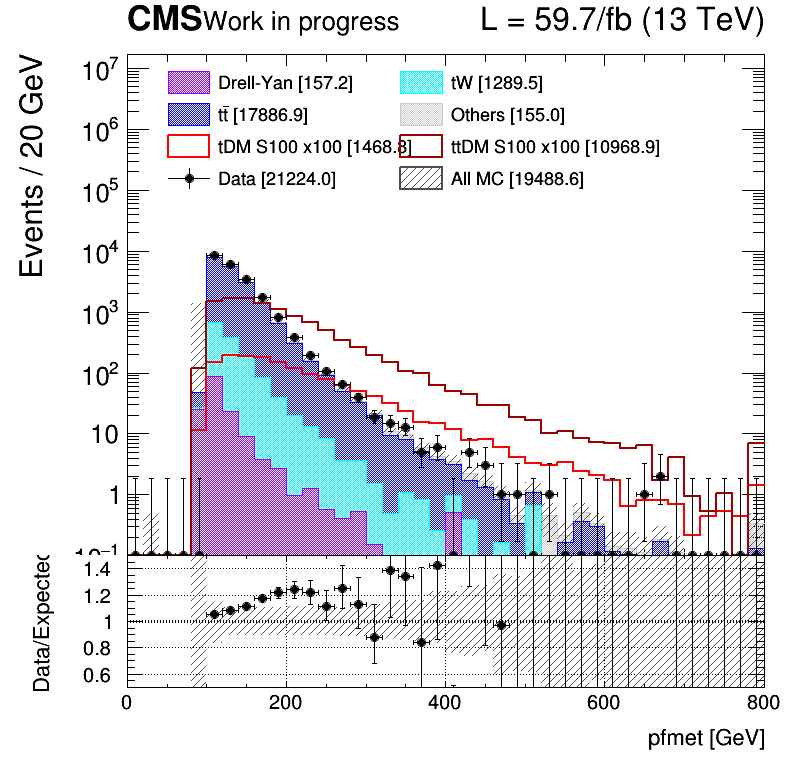 CMS Work in progress L = 59.7/fb (13 TeV)
Events / 20 GeV
10⁷
10⁶
10⁵
10⁴
10³
10²
10
1
10⁻¹
Drell-Yan [157.2] tW [1289.5]
tt̄ [17886.9] Others [155.0]
tDM S100 x100 [1468.8] ttDM S100 x100 [10968.9]
Data [21224.0] All MC [19488.6]
Data/Expected
1.4
1.2
1
0.8
0.6
0 200 400 600 800
pfmet [GeV]